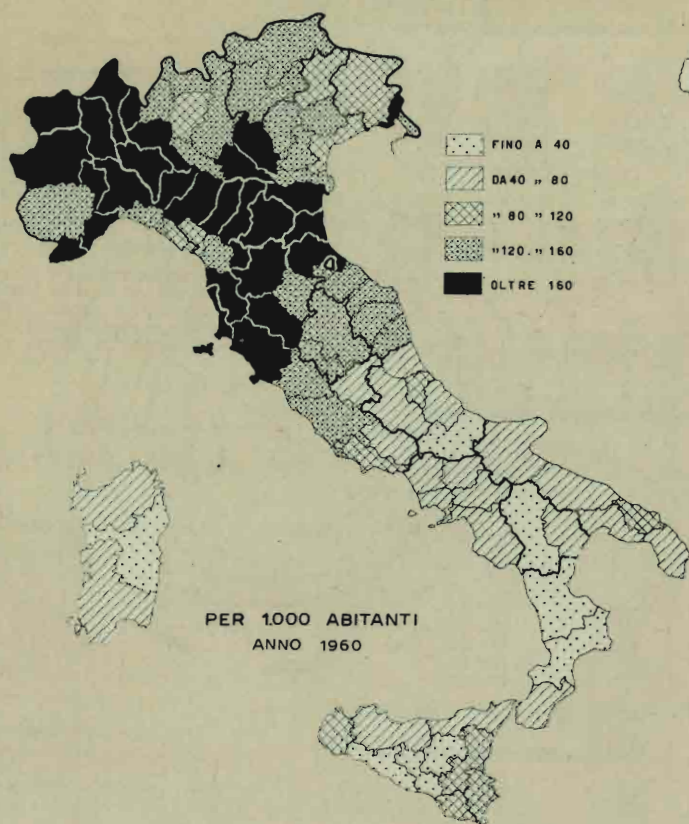 FINO A 40
DA 40 „ 80
„ 80 „ 120
„120. „ 160
OLTRE 160
PER 1.000 ABITANTI
ANNO 1960